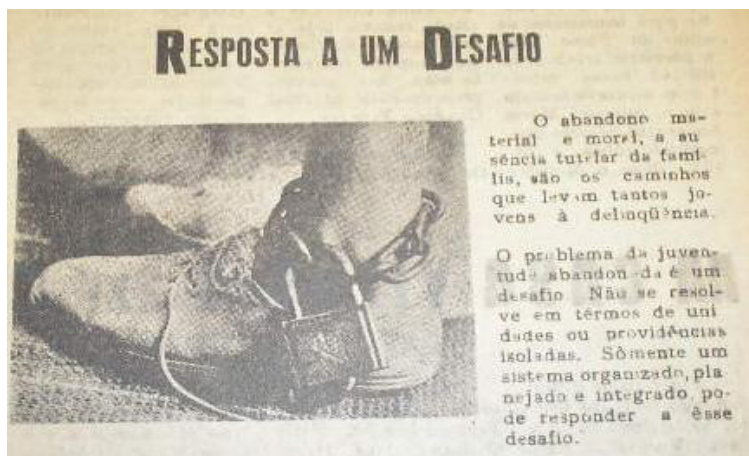 RESPOSTA A UM DESAFIO
O abandono ma-
terial e moral, a au
sência tutelar da famí-
lia, são os caminhos
que levam tantos jo-
vens à delinqüência.
O problema da juven-
tude abandonada é um
desafio Não se resol-
ve em têrmos de uni
dades ou providências
isoladas. Sòmente um
sistema organizado, pla
nejado e integrado, po-
de responder a êsse
desafio.